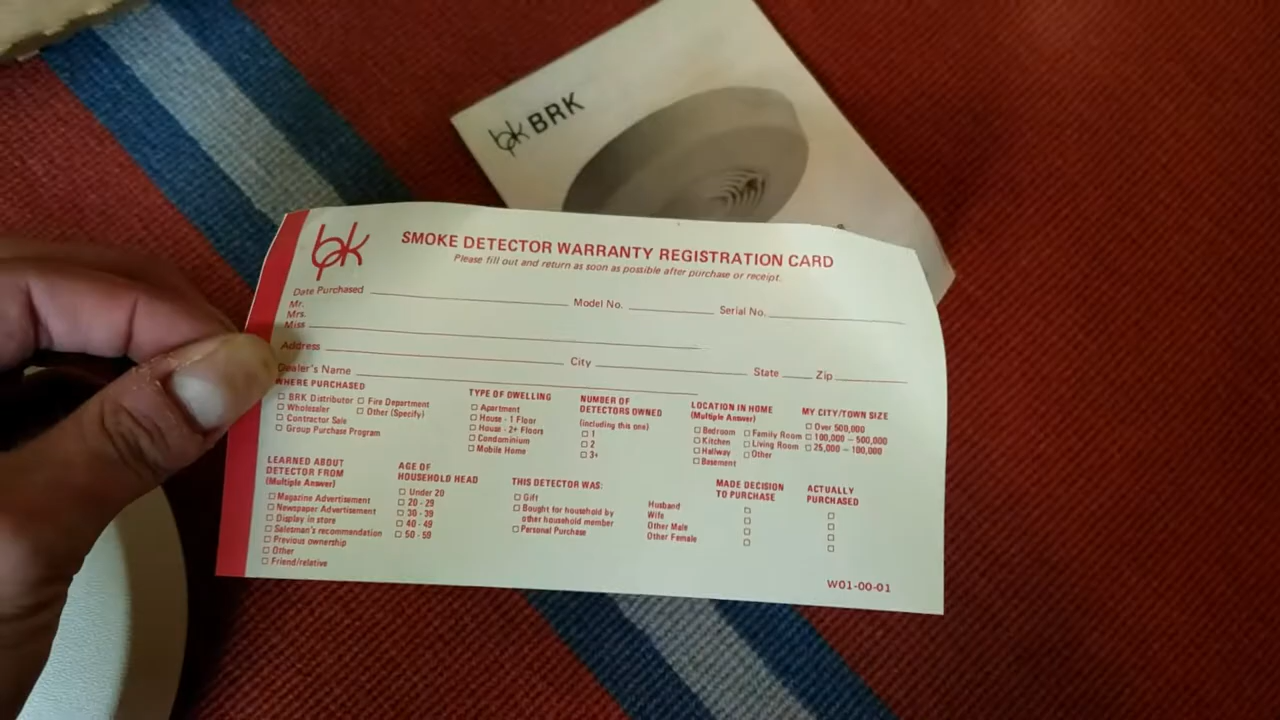 bpk BRK
bpk
SMOKE DETECTOR WARRANTY REGISTRATION CARD
Please fill out and return as soon as possible after purchase or receipt.
Date Purchased Model No. Serial No.
Mr.
Mrs.
Miss
Address City State Zip
Dealer's Name
WHERE PURCHASED
BRK Distributor Fire Department
Wholesaler Other (Specify)
Contractor Sale
Group Purchase Program
TYPE OF DWELLING
Apartment
House - 1 Floor
House - 2+ Floors
Condominium
Mobile Home
NUMBER OF
DETECTORS OWNED
(including this one)
1
2
3+
LOCATION IN HOME
(Multiple Answer)
Bedroom Family Room
Kitchen Living Room
Hallway Other
Basement
MY CITY/TOWN SIZE
Over 500,000
100,000 - 500,000
25,000 - 100,000
LEARNED ABOUT
DETECTOR FROM
(Multiple Answer)
Magazine Advertisement
Newspaper Advertisement
Display in store
Salesman's recommendation
Previous ownership
Other
Friend/relative
AGE OF
HOUSEHOLD HEAD
Under 20
20 - 29
30 - 39
40 - 49
50 - 59
THIS DETECTOR WAS:
Gift
Bought for household by
other household member
Personal Purchase
MADE DECISION
TO PURCHASE
ACTUALLY
PURCHASED
Husband
Wife
Other Male
Other Female
W01-00-01